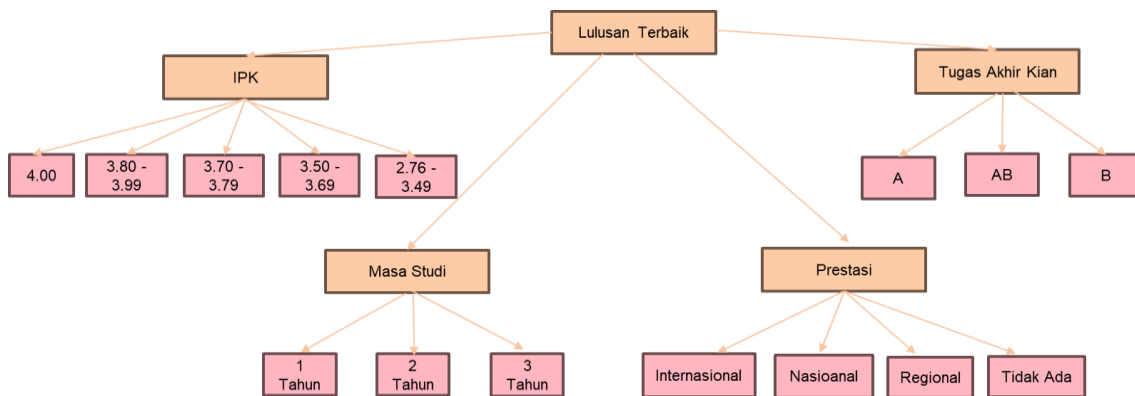 Lulusan Terbaik
IPK
Tugas Akhir Kian
4.00
3.80 -
3.99
3.70 -
3.79
3.50 -
3.69
2.76 -
3.49
A
AB
B
Masa Studi
Prestasi
1
Tahun
2
Tahun
3
Tahun
Internasional
Nasioanal
Regional
Tidak Ada